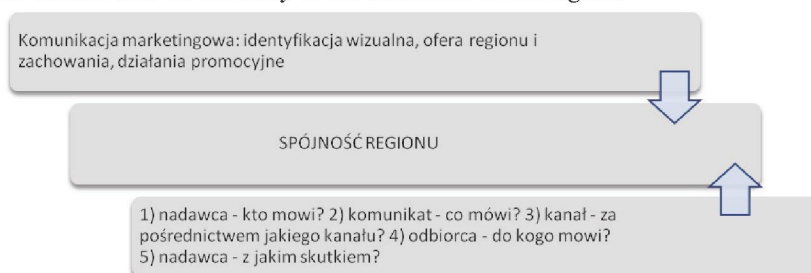 Komunikacja marketingowa: identyfikacja wizualna, ofera regionu i
zachowania, działania promocyjne
SPÓJNOŚĆ REGIONU
1) nadawca - kto mowi? 2) komunikat - co mówi? 3) kanał - za
pośrednictwem jakiego kanału? 4) odbiorca - do kogo mowi?
5) nadawca - z jakim skutkiem?